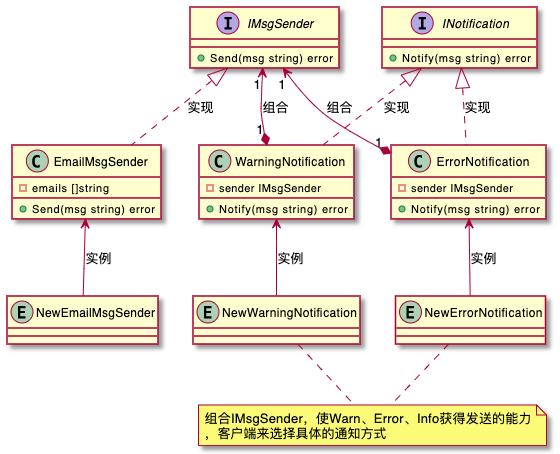 I IMsgSender
Send(msg string) error
I INotification
Notify(msg string) error
1
组合
1
1
组合
1
实现
实现
实现
C EmailMsgSender
emails []string
Send(msg string) error
C WarningNotification
sender IMsgSender
Notify(msg string) error
C ErrorNotification
sender IMsgSender
Notify(msg string) error
实例
实例
实例
E NewEmailMsgSender
E NewWarningNotification
E NewErrorNotification
组合IMsgSender，使Warn、Error、Info获得发送的能力
，客户端来选择具体的通知方式